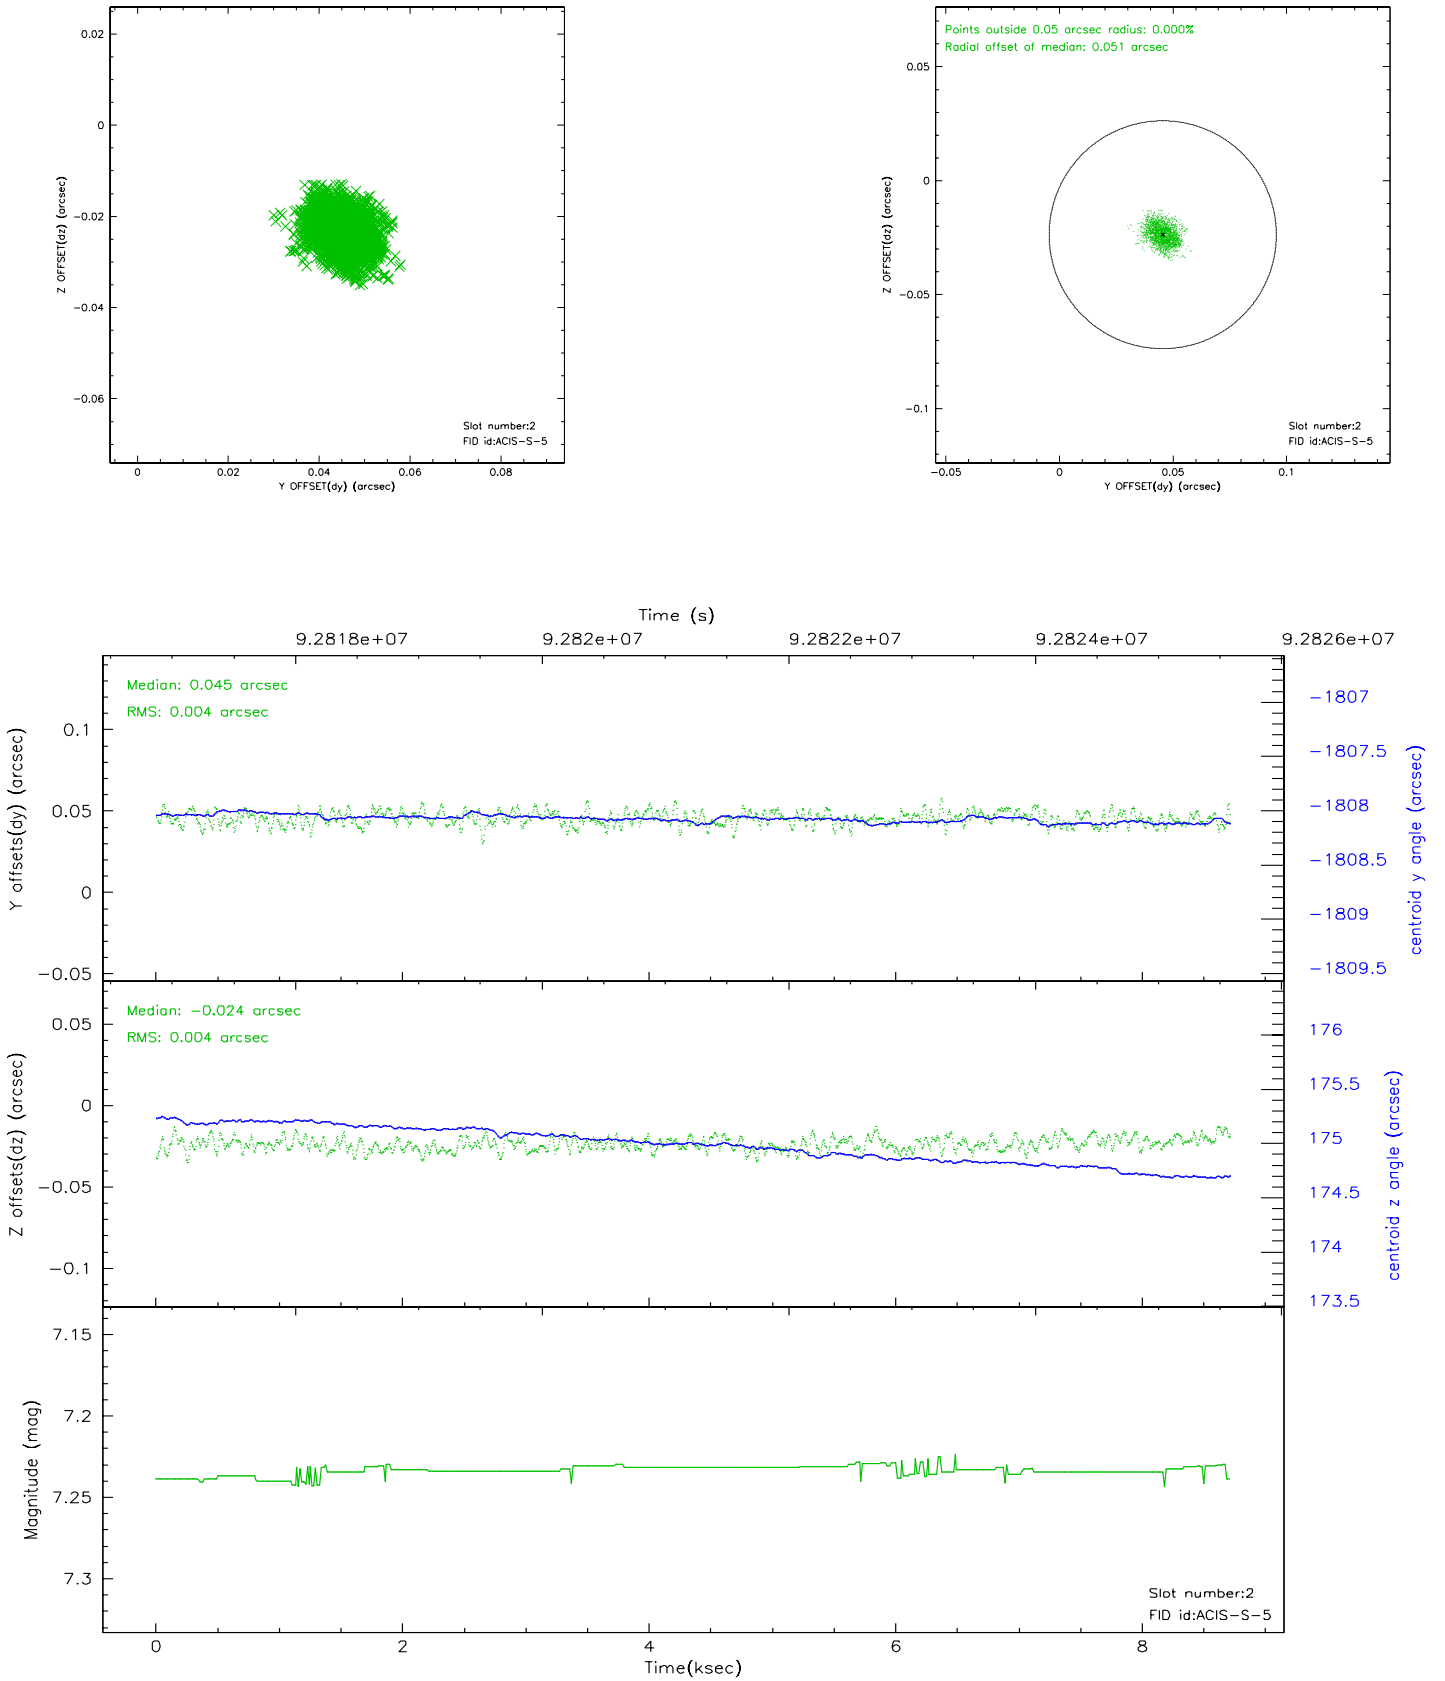 0.02
0
−0.02
−0.04
−0.06
Z OFFSET(dz) (arcsec)
Slot number:2
FID id:ACIS−S−5
0
0.02
0.04
0.06
0.08
Y OFFSET(dy) (arcsec)
Points outside 0.05 arcsec radius: 0.000%
Radial offset of median: 0.051 arcsec
0.05
0
−0.05
−0.1
Z OFFSET(dz) (arcsec)
Slot number:2
FID id:ACIS−S−5
−0.05
0
0.05
0.1
Y OFFSET(dy) (arcsec)
Time (s)
9.2818e+07
9.282e+07
9.2822e+07
9.2824e+07
9.2826e+07
Median: 0.045 arcsec
RMS: 0.004 arcsec
0.1
0.05
0
−0.05
Y offsets(dy) (arcsec)
−1807
−1807.5
−1808
−1808.5
−1809
−1809.5
centroid y angle (arcsec)
Median: −0.024 arcsec
RMS: 0.004 arcsec
0.05
0
−0.05
−0.1
Z offsets(dz) (arcsec)
176
175.5
175
174.5
174
173.5
centroid z angle (arcsec)
7.15
7.2
7.25
7.3
Magnitude (mag)
Slot number:2
FID id:ACIS−S−5
0
2
4
6
8
Time(ksec)